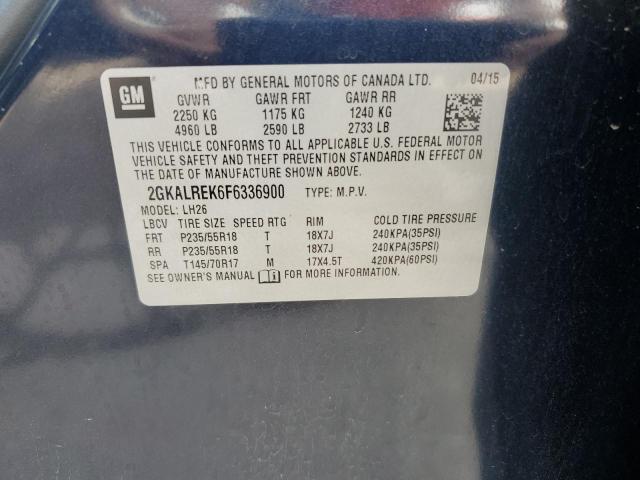 GM
MFD BY GENERAL MOTORS OF CANADA LTD. 04/15
GVWR GAWR FRT GAWR RR
2250 KG 1175 KG 1240 KG
4960 LB 2590 LB 2733 LB
THIS VEHICLE CONFORMS TO ALL APPLICABLE U.S. FEDERAL MOTOR
VEHICLE SAFETY AND THEFT PREVENTION STANDARDS IN EFFECT ON
THE DATE OF MANUFACTURE SHOWN ABOVE.
2GKALREK6F6336900 TYPE: M.P.V.
MODEL: LH26
LBCV TIRE SIZE SPEED RTG RIM COLD TIRE PRESSURE
FRT P235/55R18 T 18X7J 240KPA(35PSI)
RR P235/55R18 T 18X7J 240KPA(35PSI)
SPA T145/70R17 M 17X4.5T 420KPA(60PSI)
SEE OWNER'S MANUAL FOR MORE INFORMATION.